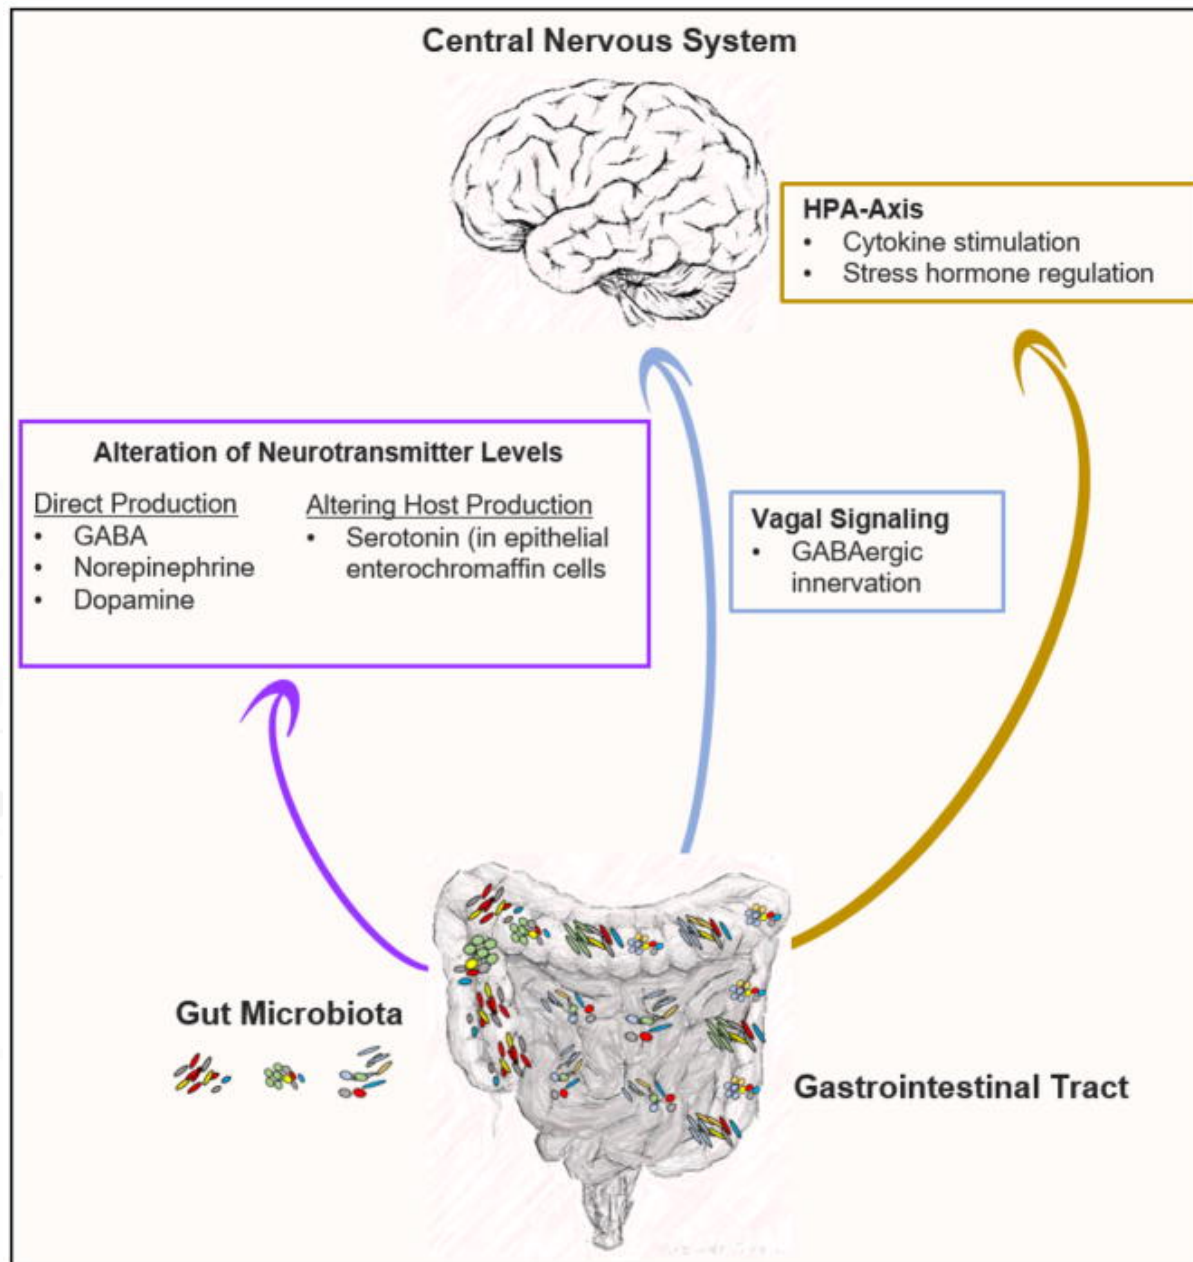 Central Nervous System
HPA-Axis
• Cytokine stimulation
• Stress hormone regulation
Alteration of Neurotransmitter Levels
Direct Production
• GABA
• Norepinephrine
• Dopamine
Altering Host Production
• Serotonin (in epithelial
enterochromaffin cells
Vagal Signaling
• GABAergic
innervation
Gut Microbiota
Gastrointestinal Tract